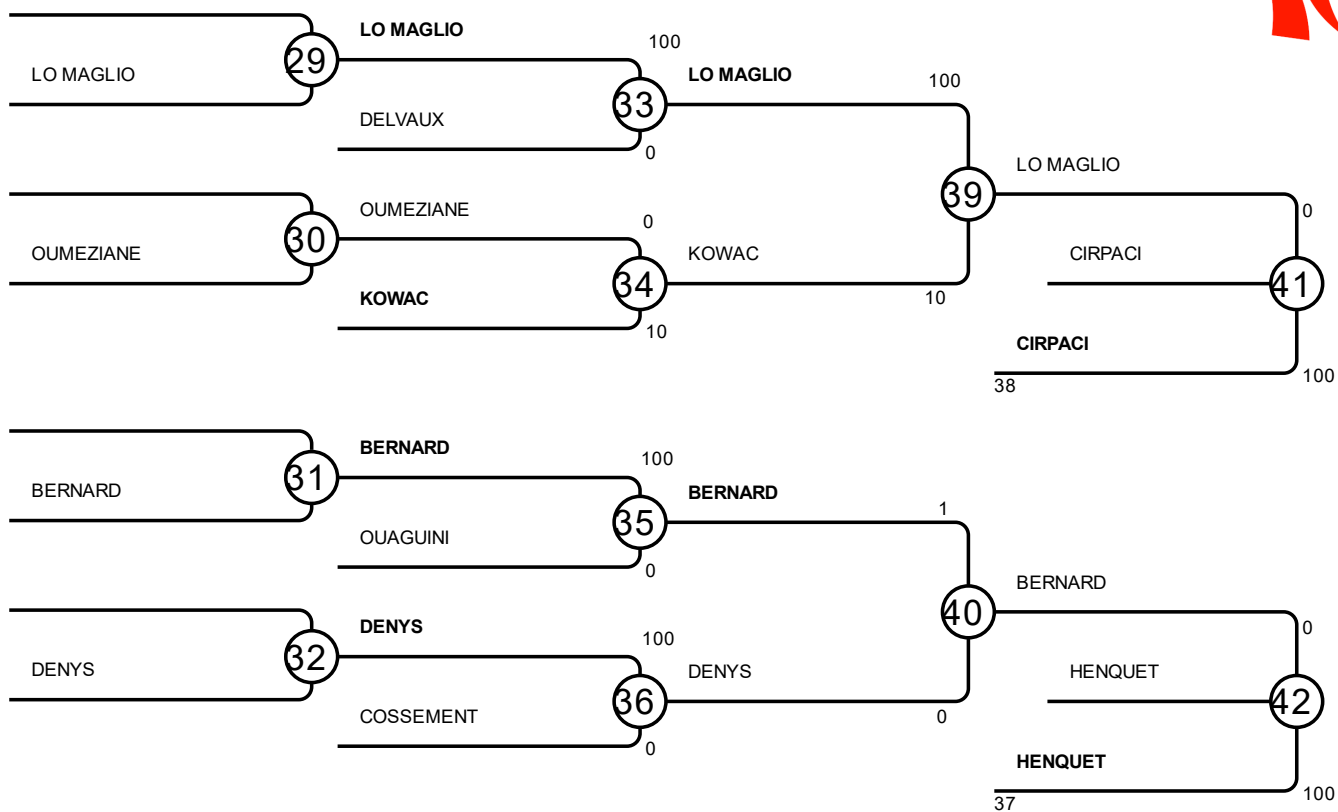 LO MAGLIO
100
29
LO MAGLIO
33
LO MAGLIO
100
DELVAUX
0
39
LO MAGLIO
0
OUMEZIANE
30
OUMEZIANE
0
34
KOWAC
10
CIRPACI
41
KOWAC
10
CIRPACI
38
100
BERNARD
31
BERNARD
100
35
BERNARD
1
OUAGUINI
0
40
BERNARD
0
DENYS
32
DENYS
100
36
DENYS
0
HENQUET
42
COSSEMENT
0
HENQUET
37
100